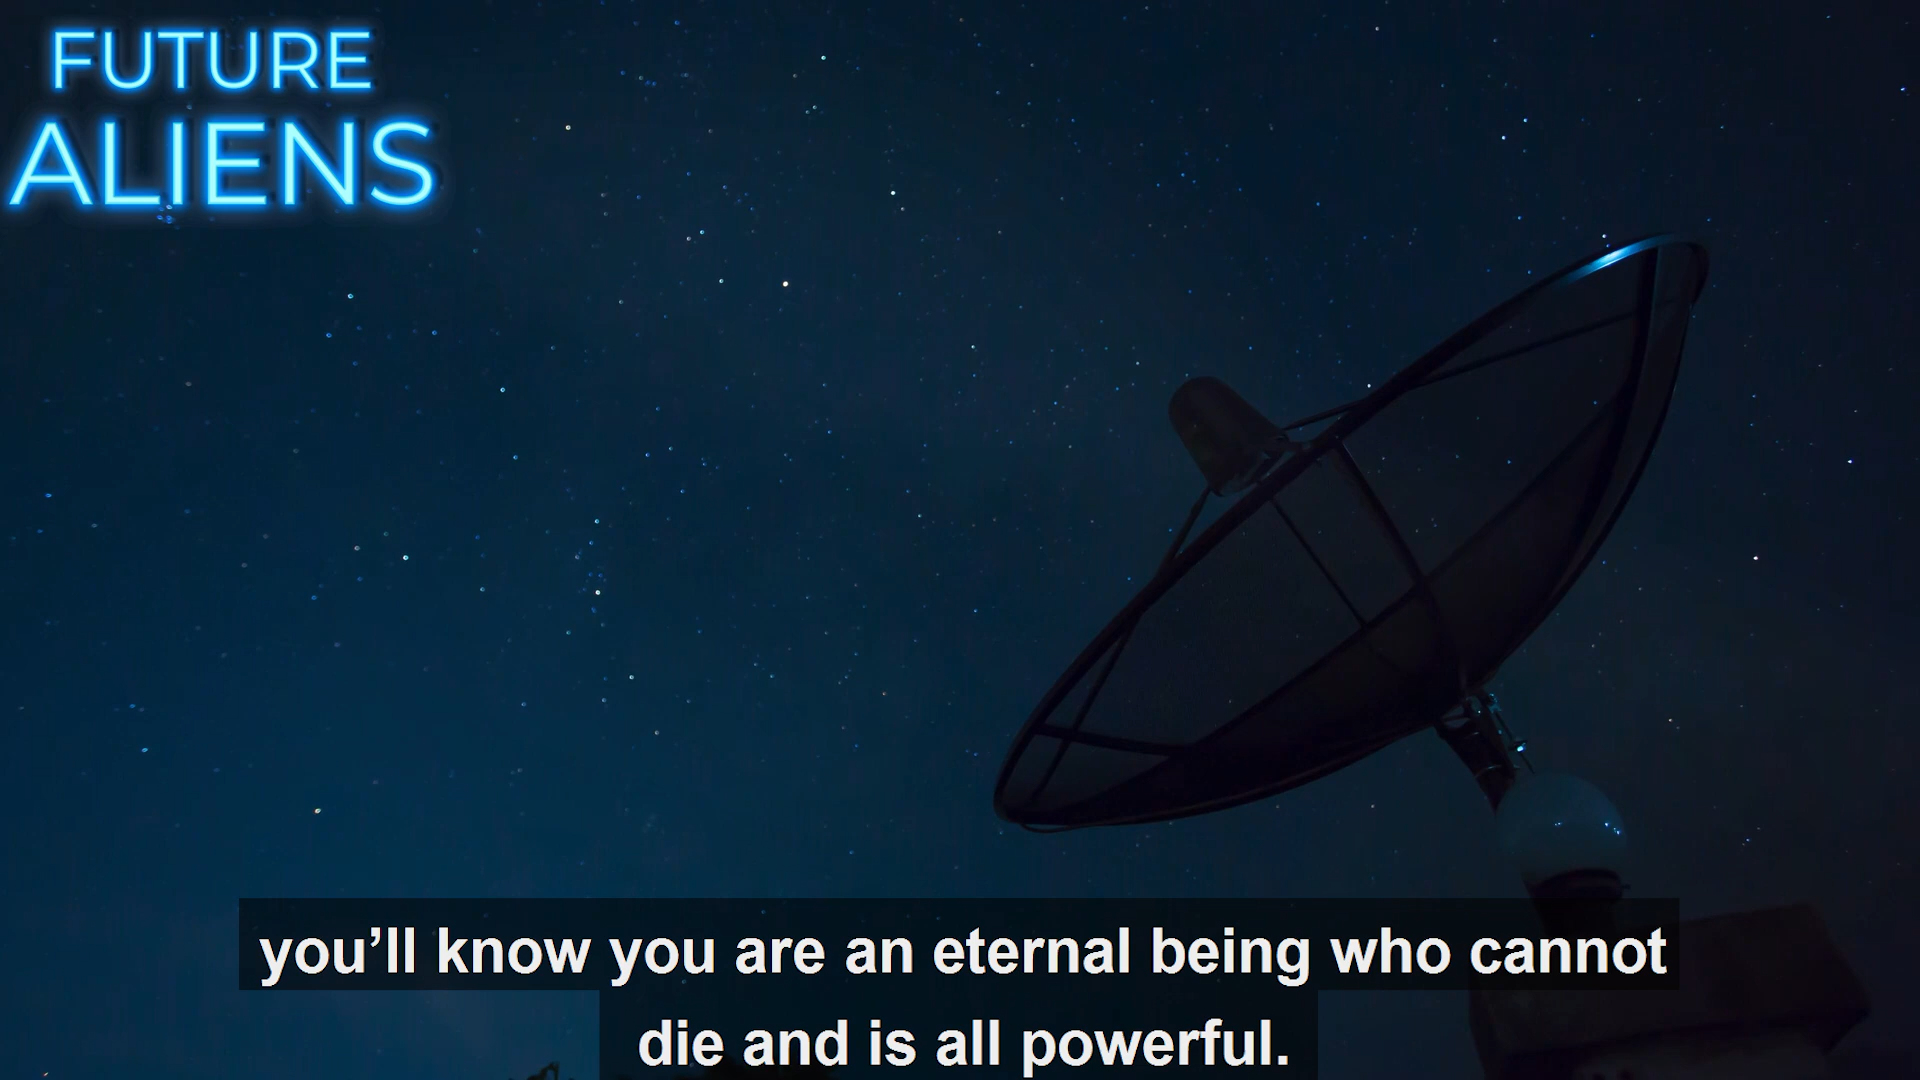 FUTURE
ALIENS
you’ll know you are an eternal being who cannot
die and is all powerful.